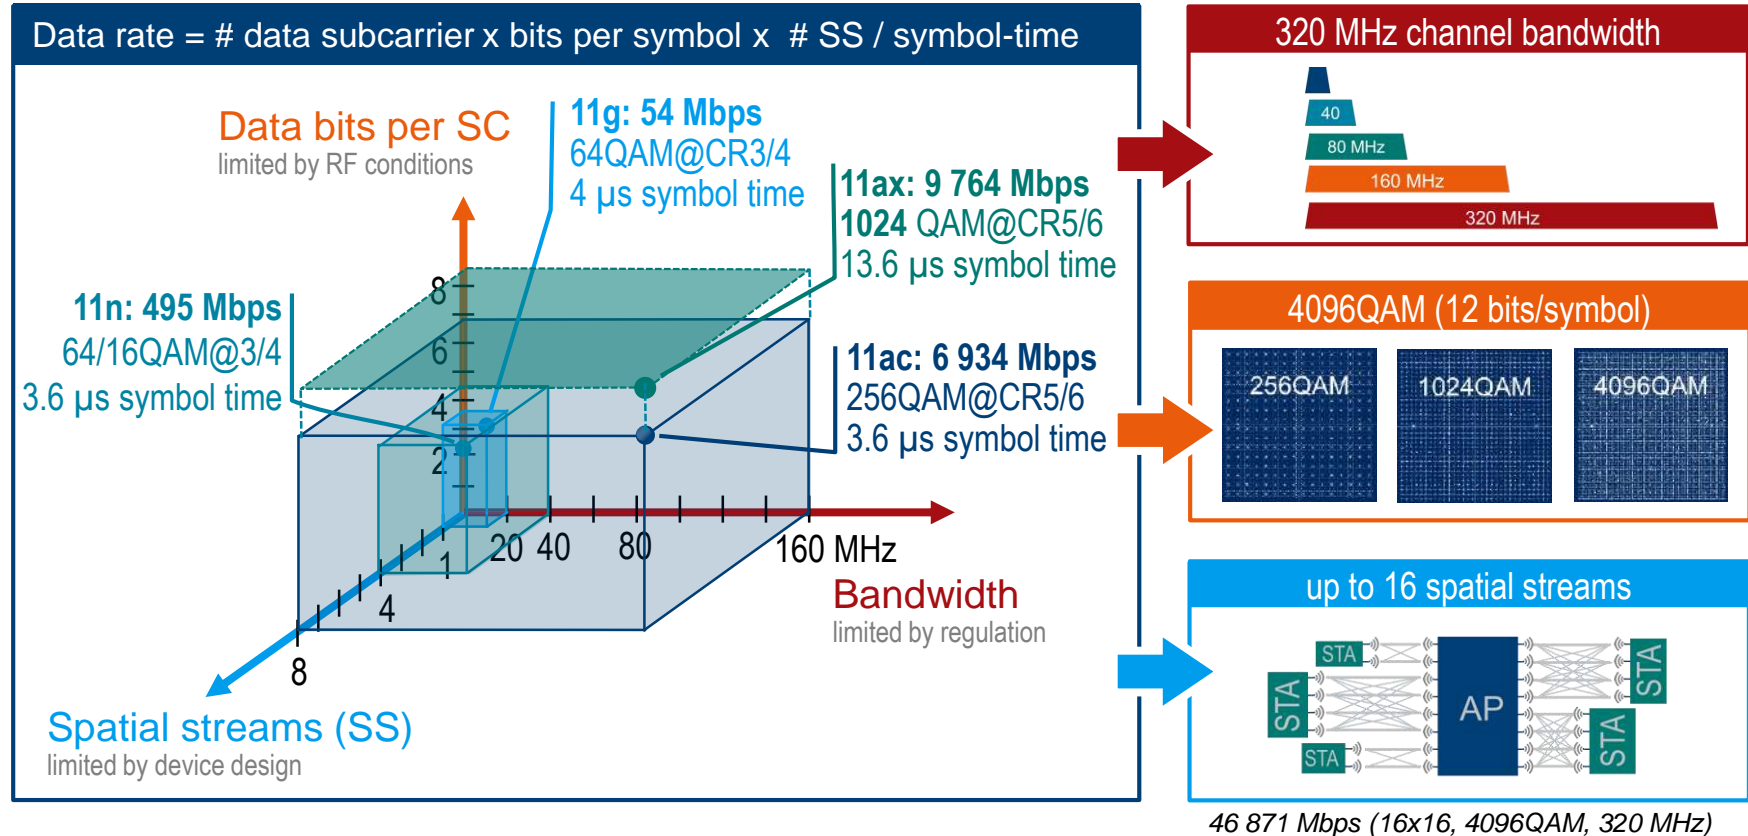 Data rate = # data subcarrier x bits per symbol x # SS / symbol-time
Data bits per SC
limited by RF conditions
11g: 54 Mbps
64QAM@CR3/4
4 µs symbol time
11ax: 9 764 Mbps
1024 QAM@CR5/6
13.6 µs symbol time
11n: 495 Mbps
64/16QAM@3/4
3.6 µs symbol time
11ac: 6 934 Mbps
256QAM@CR5/6
3.6 µs symbol time
8
6
4
2
1
4
8
20
40
80
160 MHz
Bandwidth
limited by regulation
Spatial streams (SS)
limited by device design
320 MHz channel bandwidth
40
80 MHz
160 MHz
320 MHz
4096QAM (12 bits/symbol)
256QAM
1024QAM
4096QAM
up to 16 spatial streams
STA
STA
STA
AP
STA
STA
46 871 Mbps (16x16, 4096QAM, 320 MHz)